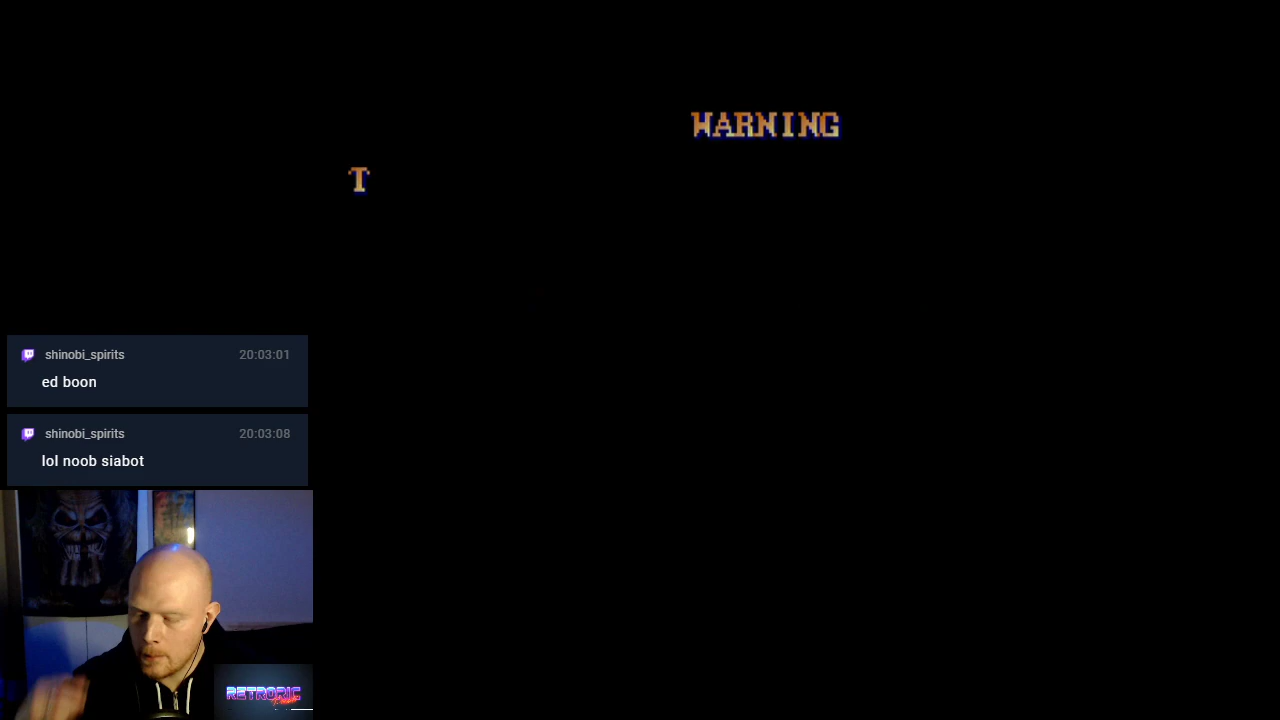 WARNING
T
shinobi_spirits 20:03:01
ed boon
shinobi_spirits 20:03:08
lol noob siabot
RETRORIC